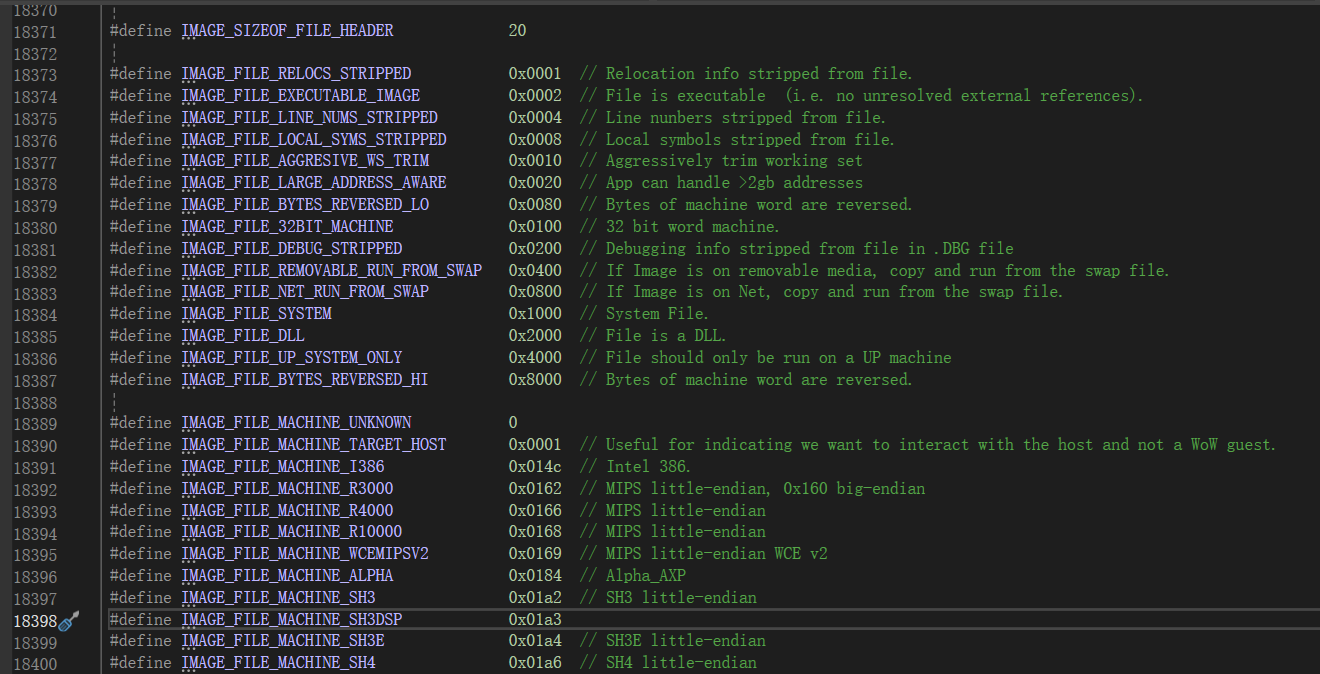 18370
18371 #define IMAGE_SIZEOF_FILE_HEADER 20
18372
18373 #define IMAGE_FILE_RELOCS_STRIPPED 0x0001 // Relocation info stripped from file.
18374 #define IMAGE_FILE_EXECUTABLE_IMAGE 0x0002 // File is executable (i.e. no unresolved external references).
18375 #define IMAGE_FILE_LINE_NUMS_STRIPPED 0x0004 // Line nunbers stripped from file.
18376 #define IMAGE_FILE_LOCAL_SYMS_STRIPPED 0x0008 // Local symbols stripped from file.
18377 #define IMAGE_FILE_AGGRESIVE_WS_TRIM 0x0010 // Aggressively trim working set
18378 #define IMAGE_FILE_LARGE_ADDRESS_AWARE 0x0020 // App can handle >2gb addresses
18379 #define IMAGE_FILE_BYTES_REVERSED_LO 0x0080 // Bytes of machine word are reversed.
18380 #define IMAGE_FILE_32BIT_MACHINE 0x0100 // 32 bit word machine.
18381 #define IMAGE_FILE_DEBUG_STRIPPED 0x0200 // Debugging info stripped from file in .DBG file
18382 #define IMAGE_FILE_REMOVABLE_RUN_FROM_SWAP 0x0400 // If Image is on removable media, copy and run from the swap file.
18383 #define IMAGE_FILE_NET_RUN_FROM_SWAP 0x0800 // If Image is on Net, copy and run from the swap file.
18384 #define IMAGE_FILE_SYSTEM 0x1000 // System File.
18385 #define IMAGE_FILE_DLL 0x2000 // File is a DLL.
18386 #define IMAGE_FILE_UP_SYSTEM_ONLY 0x4000 // File should only be run on a UP machine
18387 #define IMAGE_FILE_BYTES_REVERSED_HI 0x8000 // Bytes of machine word are reversed.
18388
18389 #define IMAGE_FILE_MACHINE_UNKNOWN 0
18390 #define IMAGE_FILE_MACHINE_TARGET_HOST 0x0001 // Useful for indicating we want to interact with the host and not a WoW guest.
18391 #define IMAGE_FILE_MACHINE_I386 0x014c // Intel 386.
18392 #define IMAGE_FILE_MACHINE_R3000 0x0162 // MIPS little-endian, 0x160 big-endian
18393 #define IMAGE_FILE_MACHINE_R4000 0x0166 // MIPS little-endian
18394 #define IMAGE_FILE_MACHINE_R10000 0x0168 // MIPS little-endian
18395 #define IMAGE_FILE_MACHINE_WCEMIPSV2 0x0169 // MIPS little-endian WCE v2
18396 #define IMAGE_FILE_MACHINE_ALPHA 0x0184 // Alpha_AXP
18397 #define IMAGE_FILE_MACHINE_SH3 0x01a2 // SH3 little-endian
18398 #define IMAGE_FILE_MACHINE_SH3DSP 0x01a3
18399 #define IMAGE_FILE_MACHINE_SH3E 0x01a4 // SH3E little-endian
18400 #define IMAGE_FILE_MACHINE_SH4 0x01a6 // SH4 little-endian